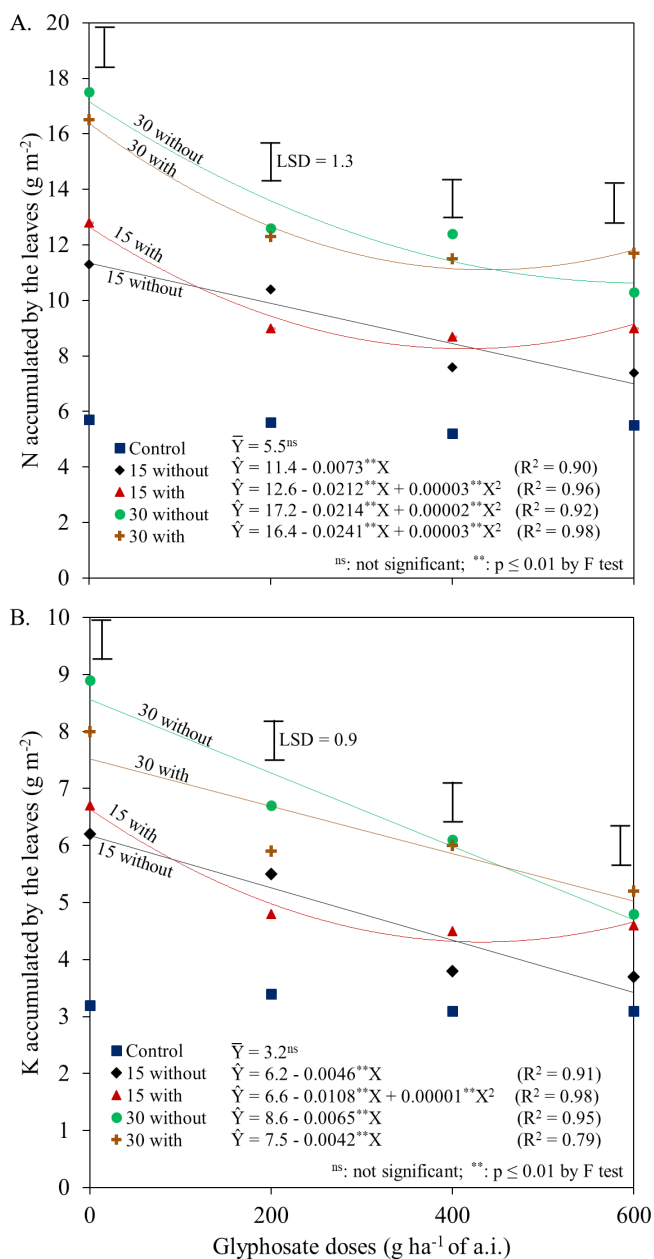 A.
20
18
16
14
12
10
8
6
4
2
0
N accumulated by the leaves (g m⁻²)
30 without
30 with
LSD = 1.3
15 with
15 without
Control Y̅ = 5.5ⁿˢ
15 without Ŷ = 11.4 - 0.0073**X (R² = 0.90)
15 with Ŷ = 12.6 - 0.0212**X + 0.00003**X² (R² = 0.96)
30 without Ŷ = 17.2 - 0.0214**X + 0.00002**X² (R² = 0.92)
30 with Ŷ = 16.4 - 0.0241**X + 0.00003**X² (R² = 0.98)
ⁿˢ: not significant; **: p ≤ 0.01 by F test
B.
10
9
8
7
6
5
4
3
2
1
0
K accumulated by the leaves (g m⁻²)
30 without
LSD = 0.9
30 with
15 with
15 without
Control Y̅ = 3.2ⁿˢ
15 without Ŷ = 6.2 - 0.0046**X (R² = 0.91)
15 with Ŷ = 6.6 - 0.0108**X + 0.00001**X² (R² = 0.98)
30 without Ŷ = 8.6 - 0.0065**X (R² = 0.95)
30 with Ŷ = 7.5 - 0.0042**X (R² = 0.79)
ⁿˢ: not significant; **: p ≤ 0.01 by F test
0 200 400 600
Glyphosate doses (g ha⁻¹ of a.i.)